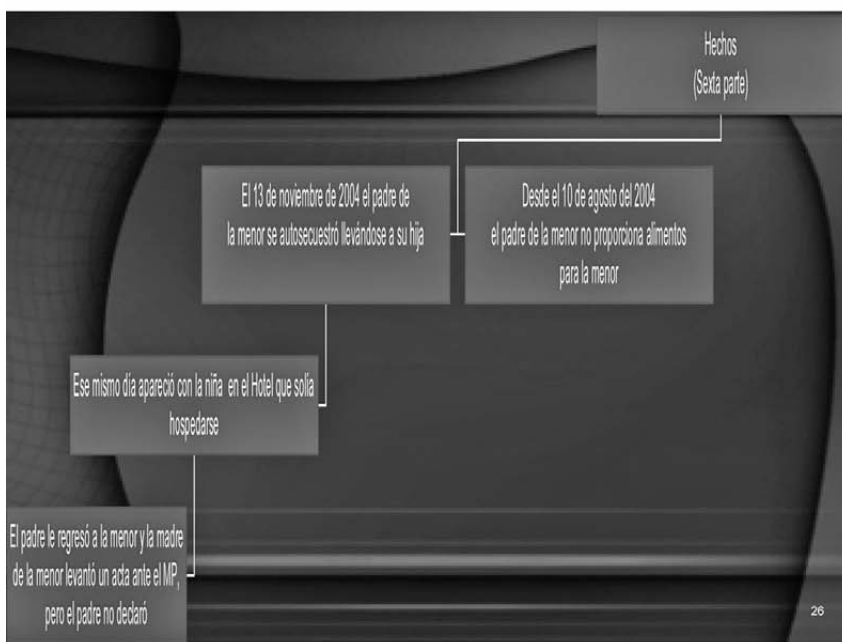 Hechos
(Sexta parte)
El 13 de noviembre de 2004 el padre de
la menor se autosecuestró llevándose a su hija
Desde el 10 de agosto del 2004
el padre de la menor no proporciona alimentos
para la menor
Ese mismo día apareció con la niña en el Hotel que solía
hospedarse
El padre le regresó a la menor y la madre
de la menor levantó un acta ante el MP,
pero el padre no declaró
26